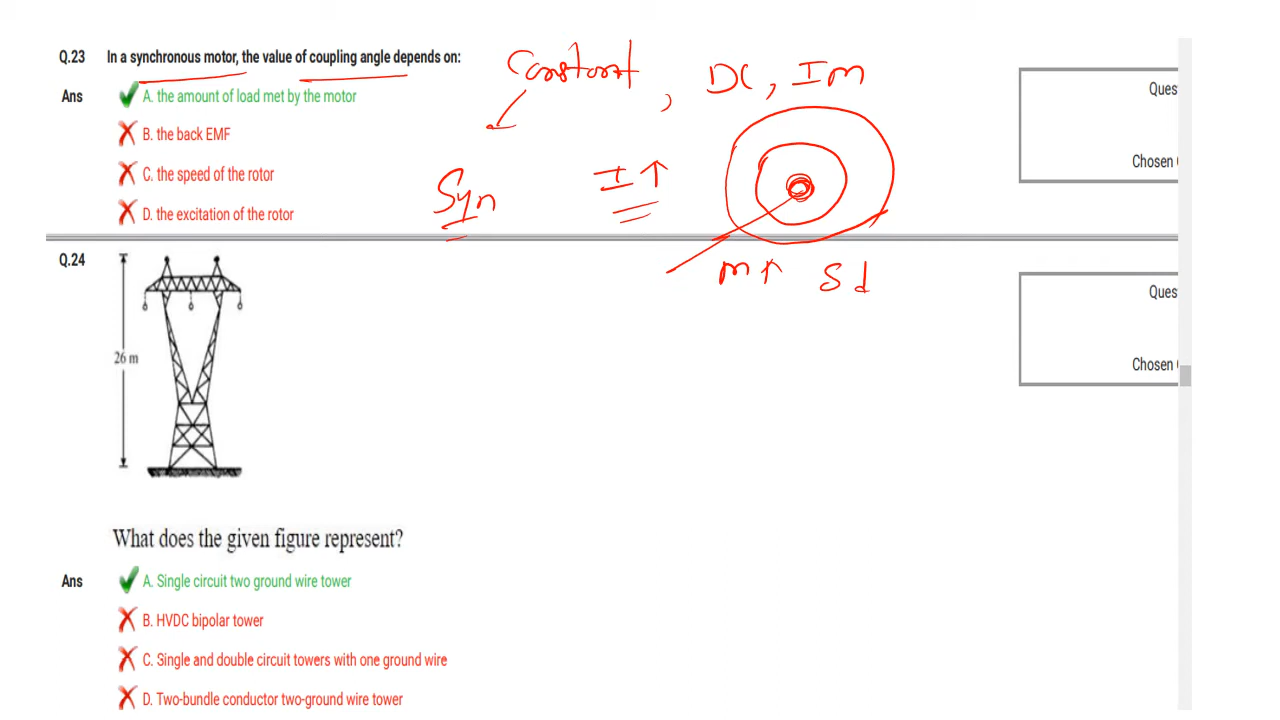 Q.23 In a synchronous motor, the value of coupling angle depends on:
Constant, DC, Im
Ans A. the amount of load met by the motor
B. the back EMF
C. the speed of the rotor
D. the excitation of the rotor
Syn
I↑
m↑ S↓
Ques
Chosen
Q.24
26 m
Ques
Chosen
What does the given figure represent?
Ans A. Single circuit two ground wire tower
B. HVDC bipolar tower
C. Single and double circuit towers with one ground wire
D. Two-bundle conductor two-ground wire tower